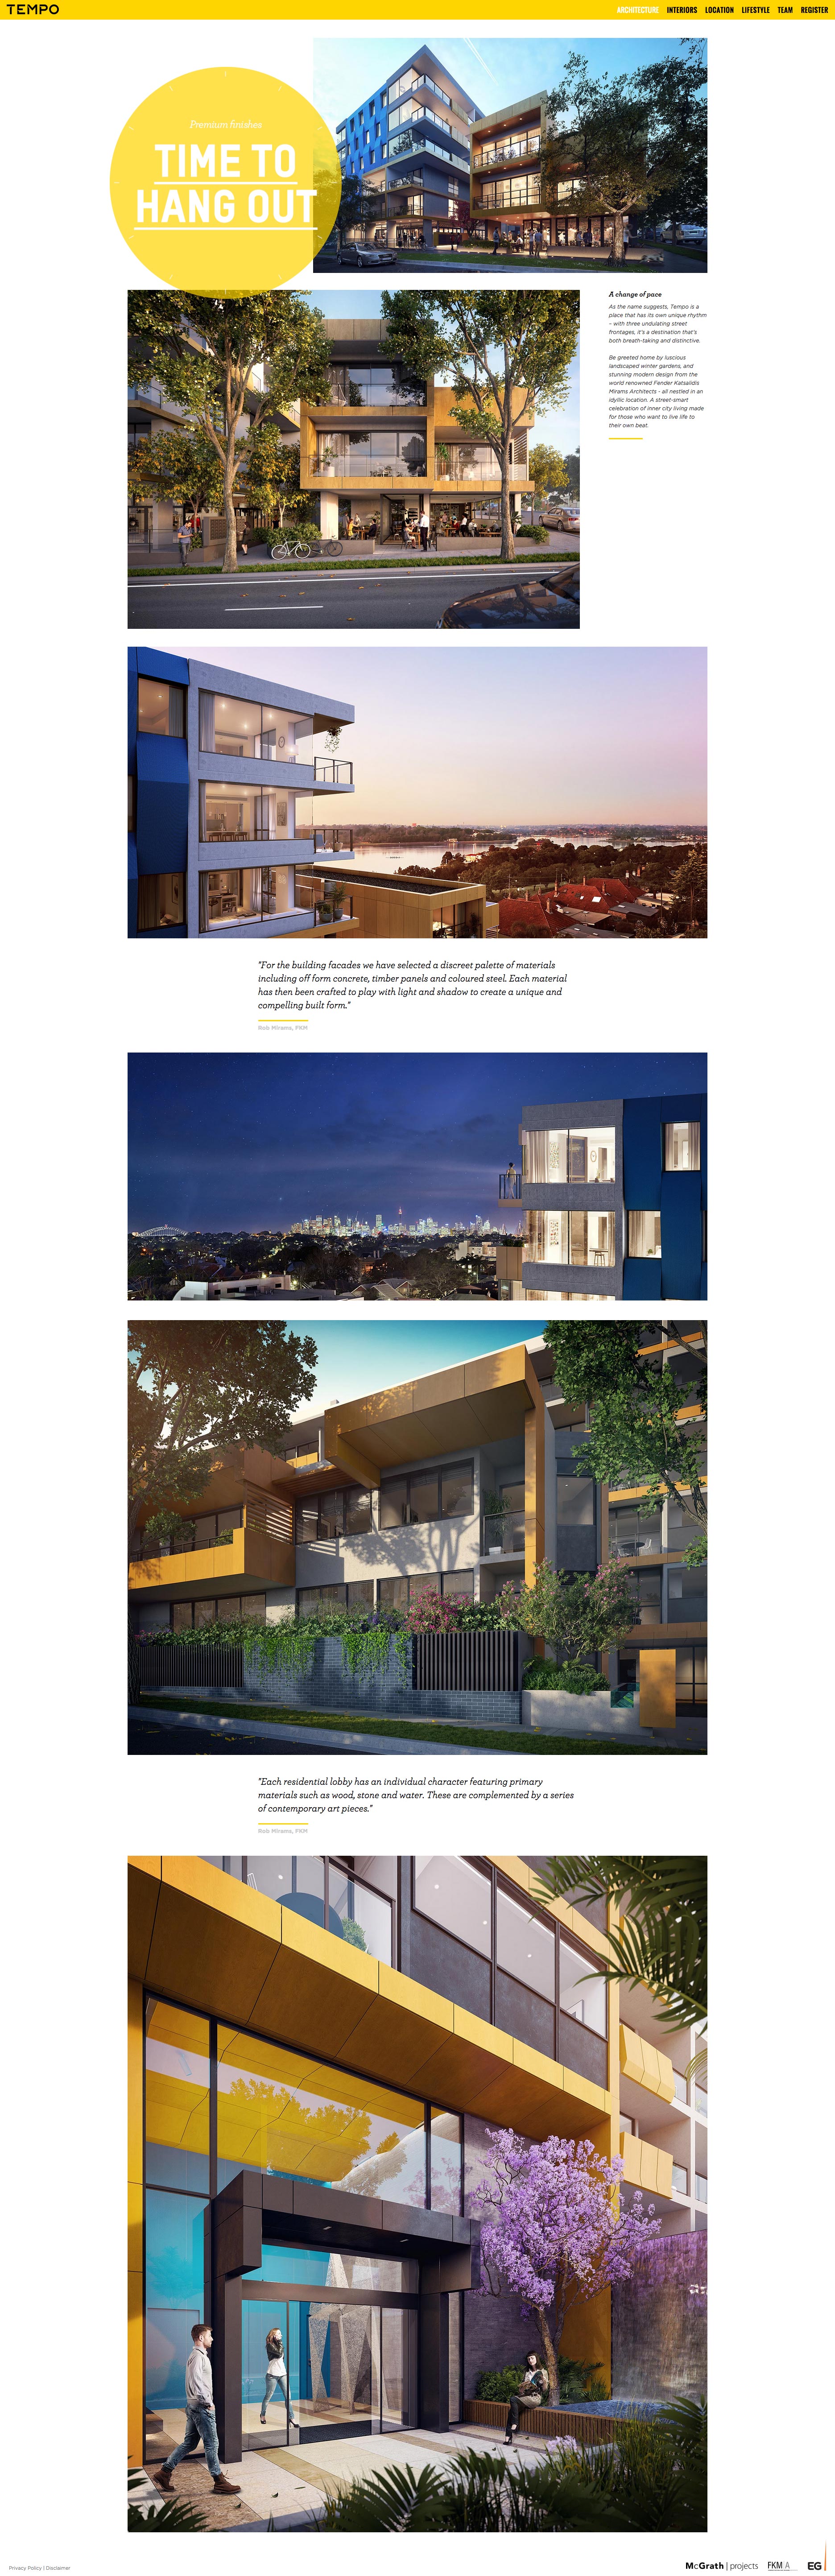 TEMPO
ARCHITECTURE INTERIORS LOCATION LIFESTYLE TEAM REGISTER
Premium finishes
TIME TO
HANG OUT
A change of pace
As the name suggests, Tempo is a
place that has its own unique rhythm
- with three undulating street
frontages, it's a destination that's
both breath-taking and distinctive.
Be greeted home by luscious
landscaped winter gardens, and
stunning modern design from the
world renowned Fender Katsalidis
Mirams Architects - all nestled in an
idyllic location. A street-smart
celebration of inner city living made
for those who want to live life to
their own beat.
"For the building facades we have selected a discreet palette of materials
including off form concrete, timber panels and coloured steel. Each material
has then been crafted to play with light and shadow to create a unique and
compelling built form."
Rob Mirams, FKM
"Each residential lobby has an individual character featuring primary
materials such as wood, stone and water. These are complemented by a series
of contemporary art pieces."
Rob Mirams, FKM
Privacy Policy | Disclaimer
McGrath | projects FKM A EG